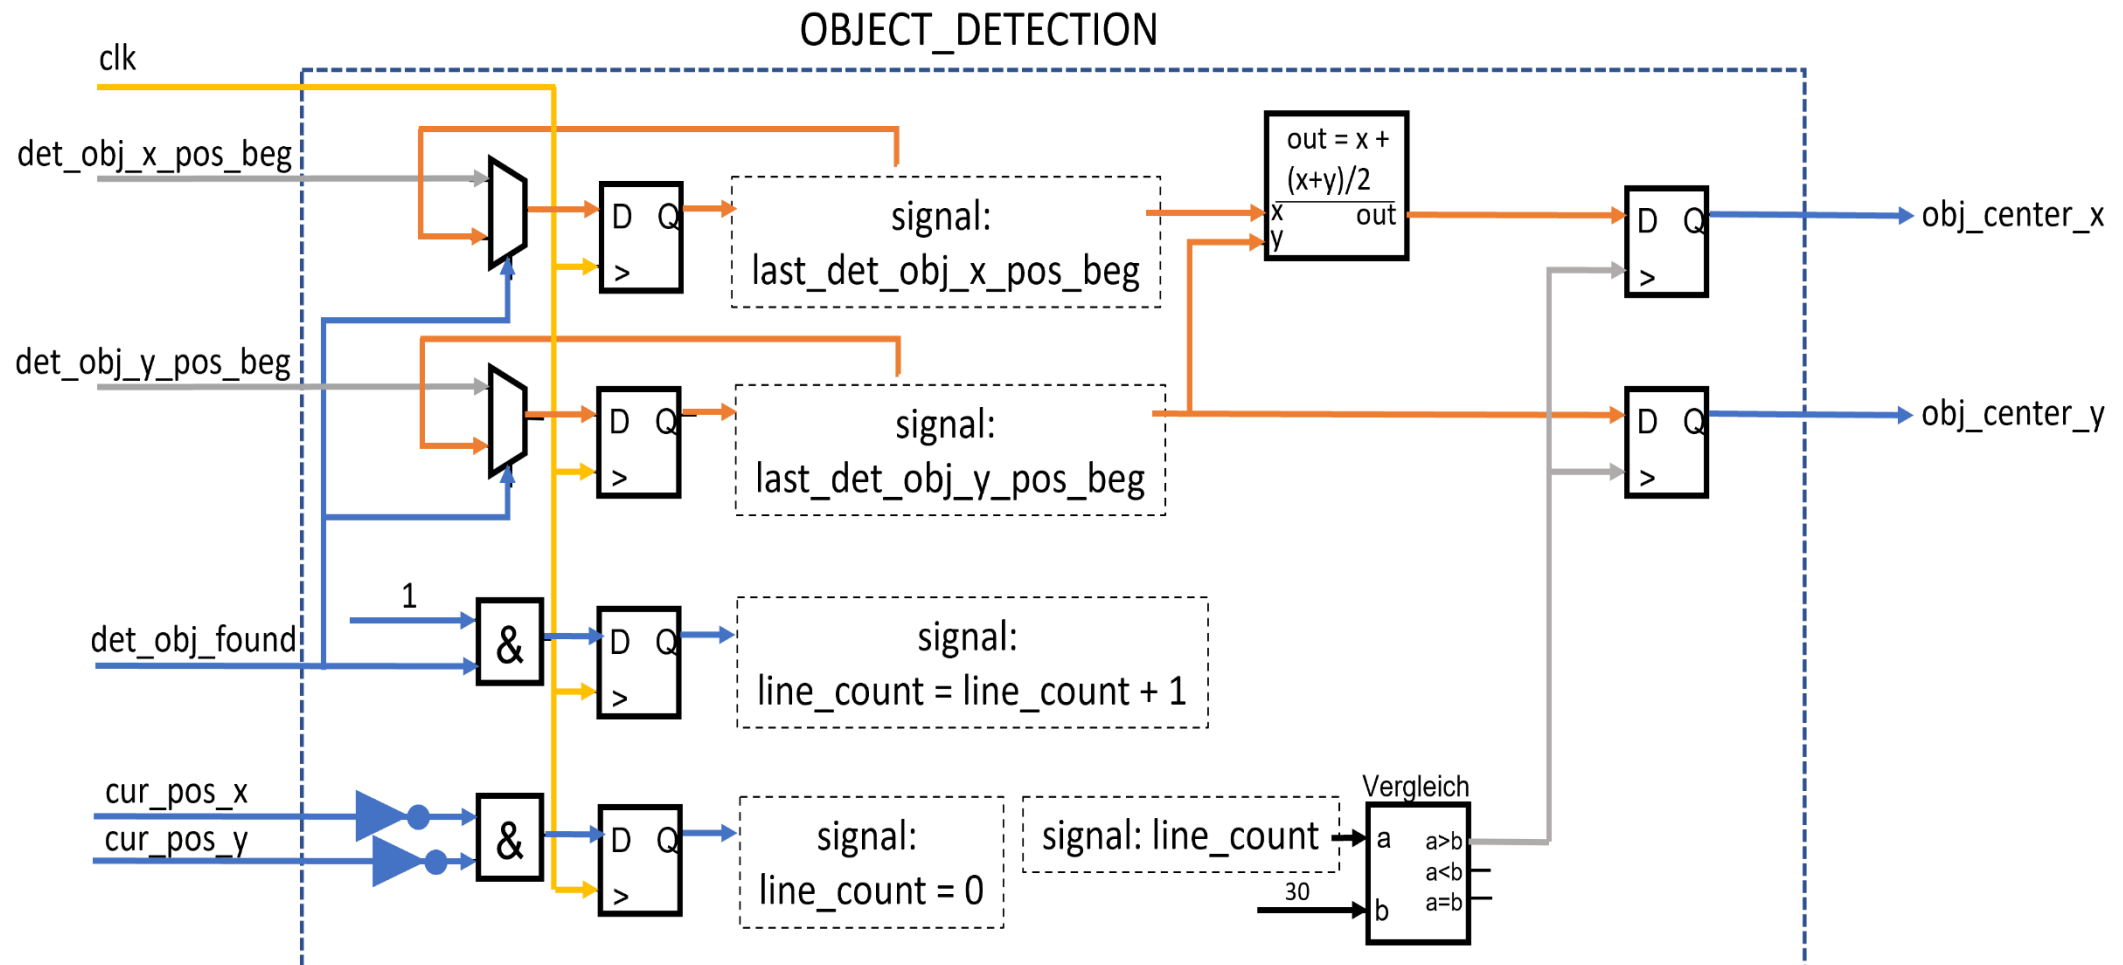 OBJECT_DETECTION
clk
det_obj_x_pos_beg
D Q
>
signal:
last_det_obj_x_pos_beg
out = x +
(x+y)/2
x
out
y
D Q
>
obj_center_x
det_obj_y_pos_beg
D Q
>
signal:
last_det_obj_y_pos_beg
D Q
>
obj_center_y
1
det_obj_found
&
D Q
>
signal:
line_count = line_count + 1
cur_pos_x
cur_pos_y
&
D Q
>
signal:
line_count = 0
signal: line_count
30
Vergleich
a
a>b
a<b
a=b
b